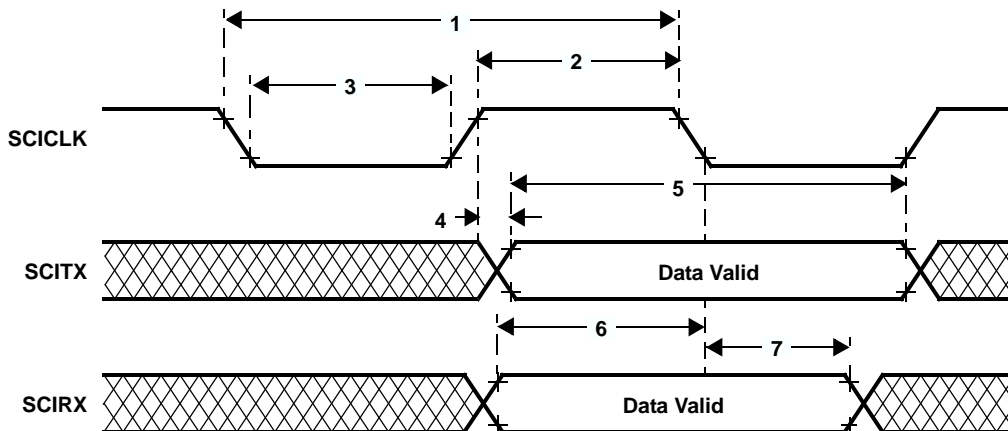 1
2
3
SCICLK
5
4
SCITX
Data Valid
6
7
SCIRX
Data Valid